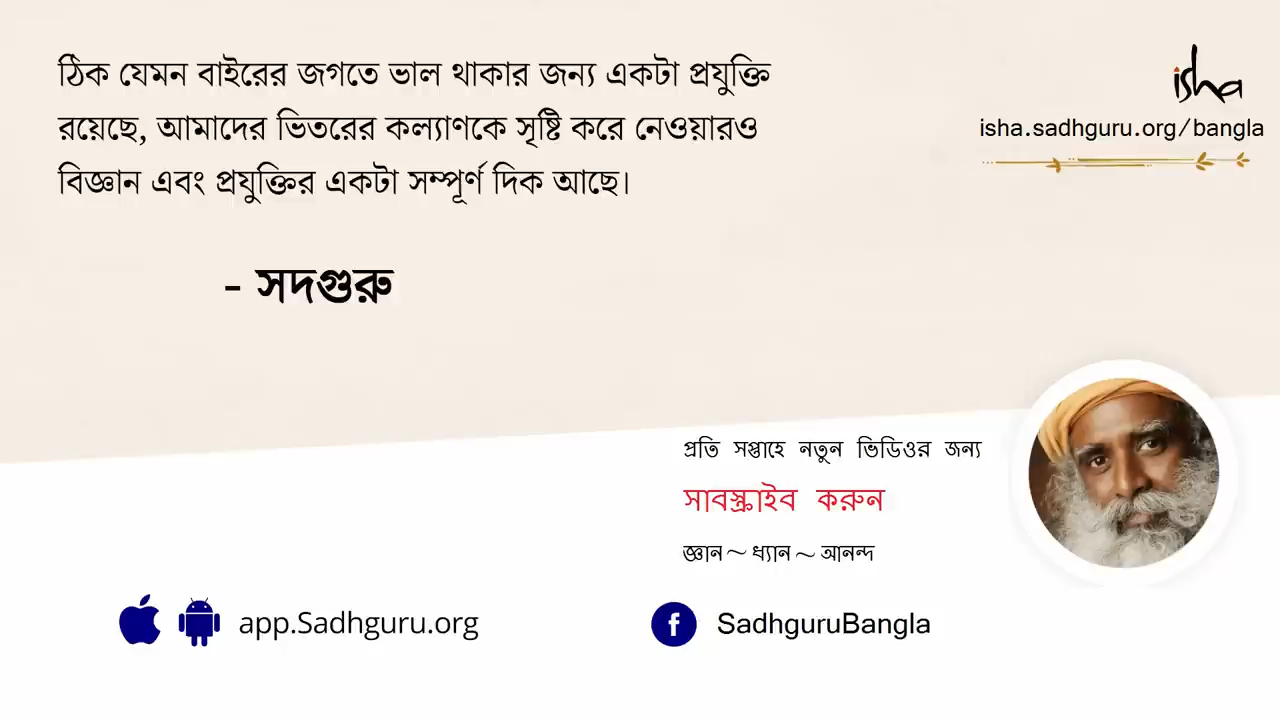 ঠিক যেমন বাইরের জগতে ভাল থাকার জন্য একটা প্রযুক্তি
রয়েছে, আমাদের ভিতরের কল্যাণকে সৃষ্টি করে নেওয়ারও
বিজ্ঞান এবং প্রযুক্তির একটা সম্পূর্ণ দিক আছে।
- সদগুরু
isha
isha.sadhguru.org/bangla
প্রতি সপ্তাহে নতুন ভিডিওর জন্য
সাবস্ক্রাইব করুন
জ্ঞান ~ ধ্যান ~ আনন্দ
app.Sadhguru.org
f SadhguruBangla